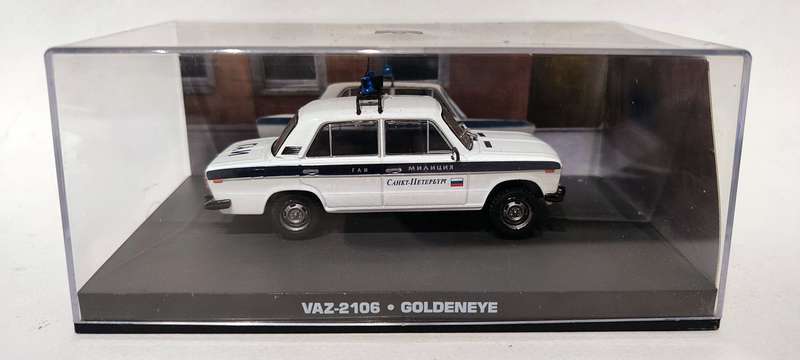 ГАИ МИЛИЦИЯ
САНКТ-ПЕТЕРБУРГ
VAZ-2106 • GOLDENEYE